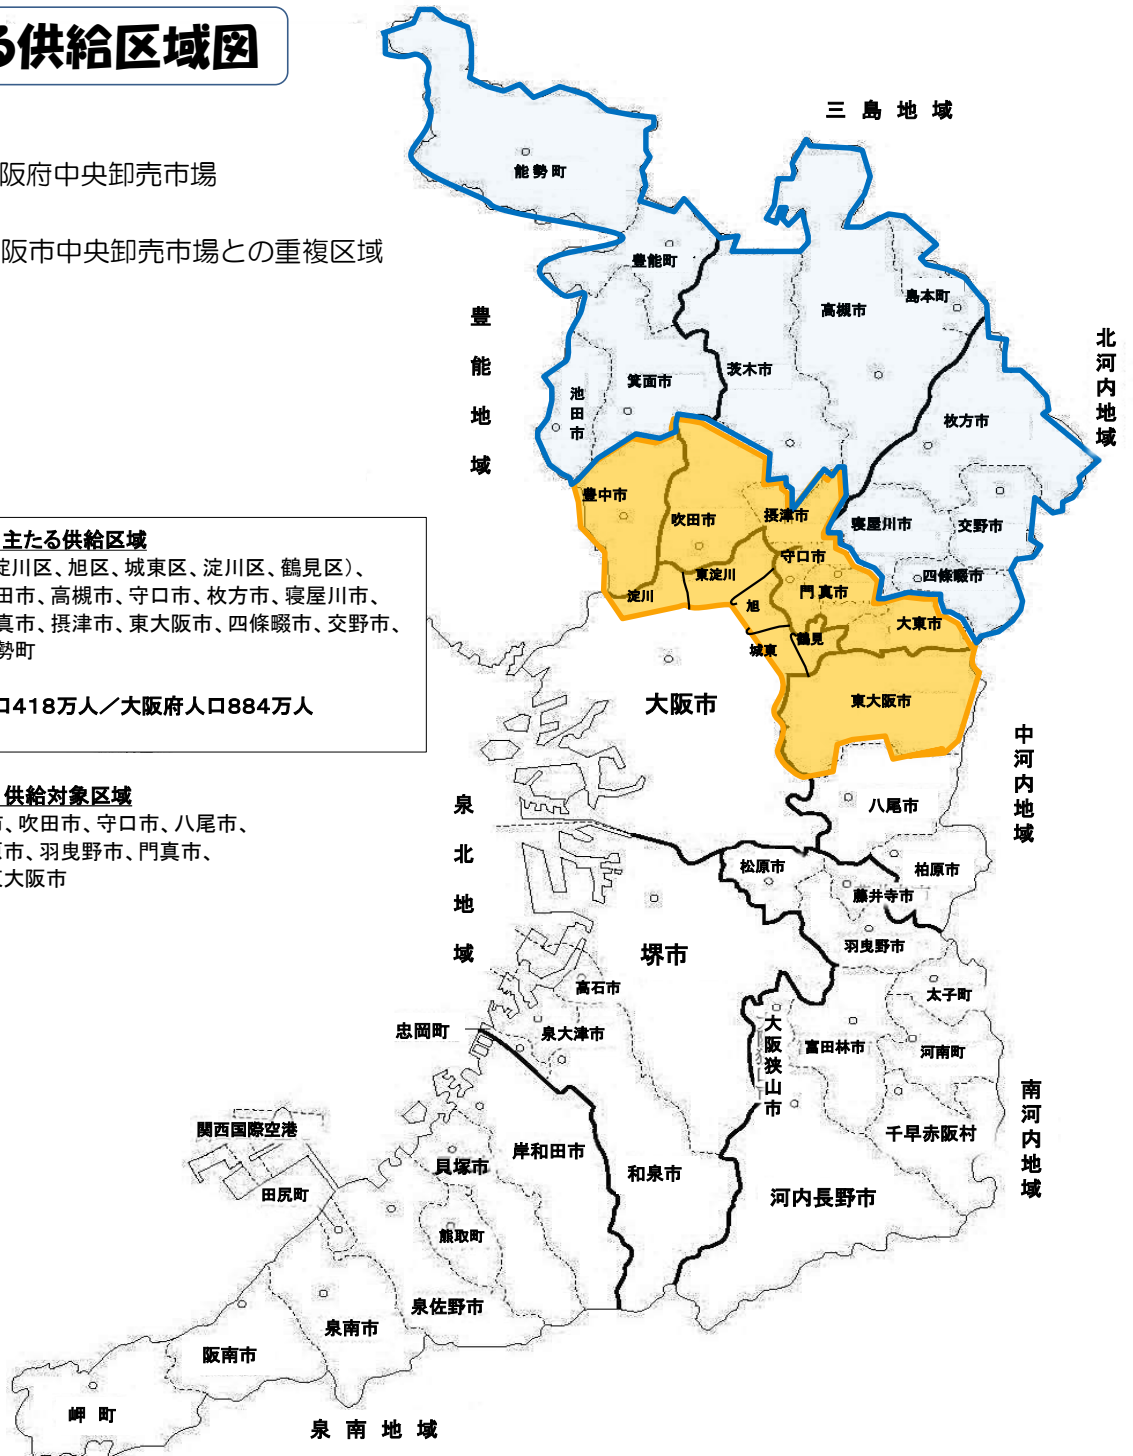 る供給区域図
阪府中央卸売市場
阪市中央卸売市場との重複区域
主たる供給区域
淀川区、旭区、城東区、淀川区、鶴見区）、
田市、高槻市、守口市、枚方市、寝屋川市、
真市、摂津市、東大阪市、四條畷市、交野市、
勢町
口418万人／大阪府人口884万人
供給対象区域
市、吹田市、守口市、八尾市、
原市、羽曳野市、門真市、
東大阪市
三島地域
能勢町
豊能町
島本町
高槻市
豊能地域
北河内地域
茨木市
箕面市
池田市
枚方市
豊中市
吹田市
摂津市
寝屋川市
交野市
守口市
東淀川
四條畷市
淀川
門真市
旭
大東市
鶴見
城東
大阪市
東大阪市
中河内地域
八尾市
泉北地域
松原市
柏原市
藤井寺市
羽曳野市
堺市
高石市
太子町
忠岡町
泉大津市
大阪狭山市
富田林市
河南町
南河内地域
関西国際空港
千早赤阪村
岸和田市
貝塚市
和泉市
田尻町
河内長野市
熊取町
泉佐野市
泉南市
阪南市
岬町
泉南地域